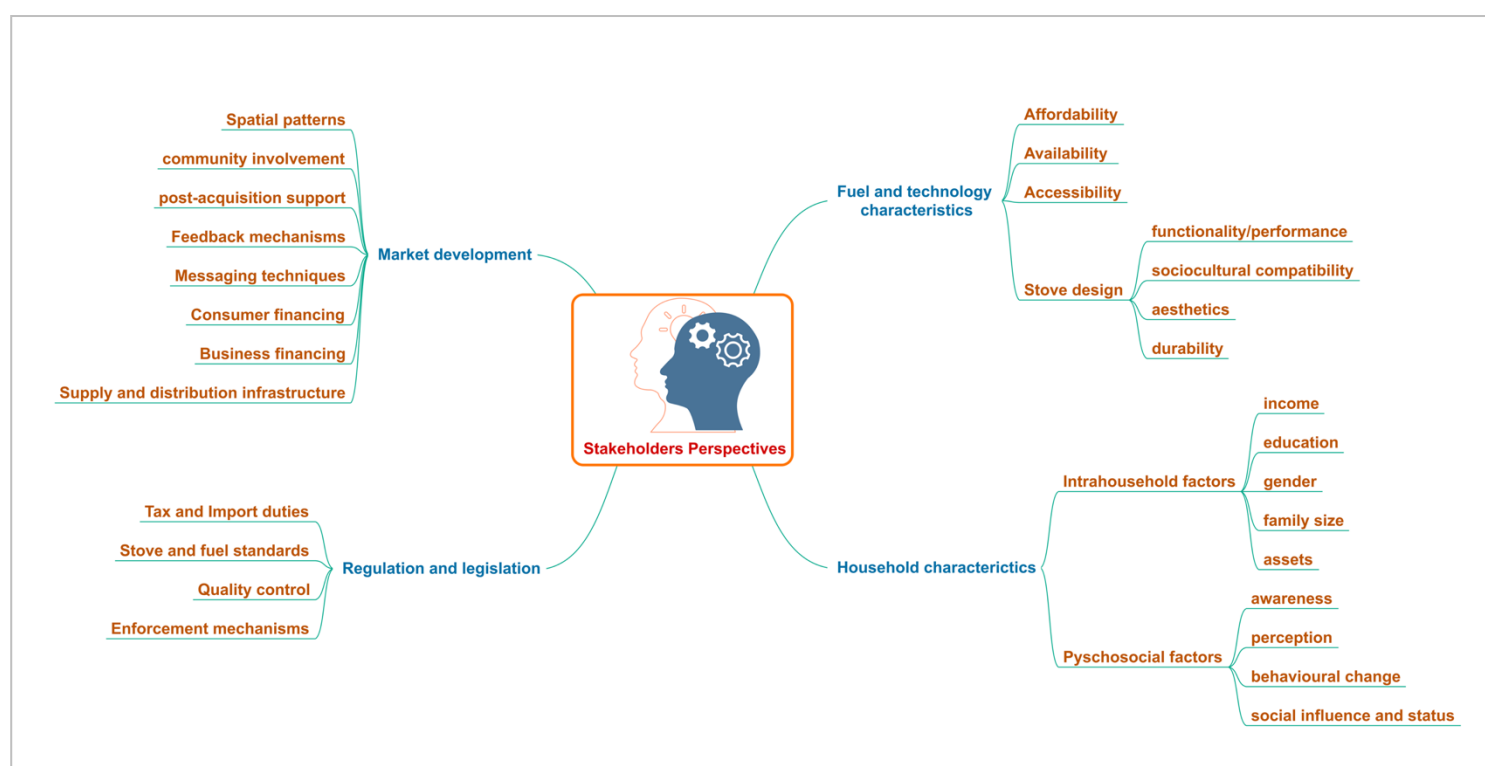 Spatial patterns
community involvement
post-acquisition support
Feedback mechanisms
Market development
Messaging techniques
Consumer financing
Business financing
Supply and distribution infrastructure
Tax and Import duties
Stove and fuel standards
Regulation and legislation
Quality control
Enforcement mechanisms
Stakeholders Perspectives
Fuel and technology
characteristics
Affordability
Availability
Accessibility
Stove design
functionality/performance
sociocultural compatibility
aesthetics
durability
Household characterictics
Intrahousehold factors
income
education
gender
family size
assets
Pyschosocial factors
awareness
perception
behavioural change
social influence and status